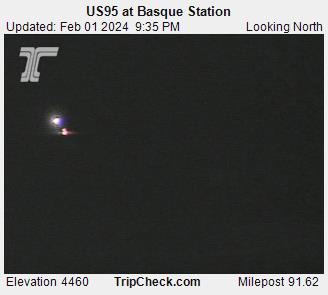 US95 at Basque Station
Updated: Feb 01 2024 9:35 PM Looking North
Elevation 4460 TripCheck.com Milepost 91.62